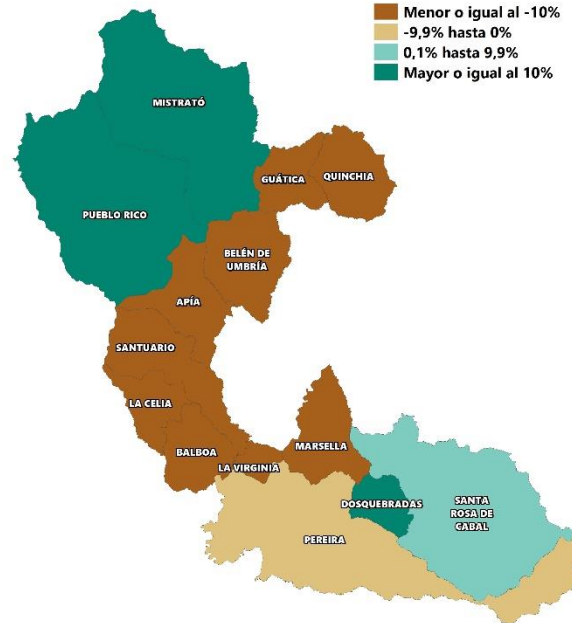 Menor o igual al -10%
-9,9% hasta 0%
0,1% hasta 9,9%
Mayor o igual al 10%
MISTRATÓ
GUÁTICA
QUINCHIA
PUEBLO RICO
BELÉN DE
UMBRÍA
APÍA
SANTUARIO
LA CELIA
BALBOA
MARSELLA
LA VIRGINIA
DOSQUEBRADAS
SANTA
ROSA DE
CABAL
PEREIRA